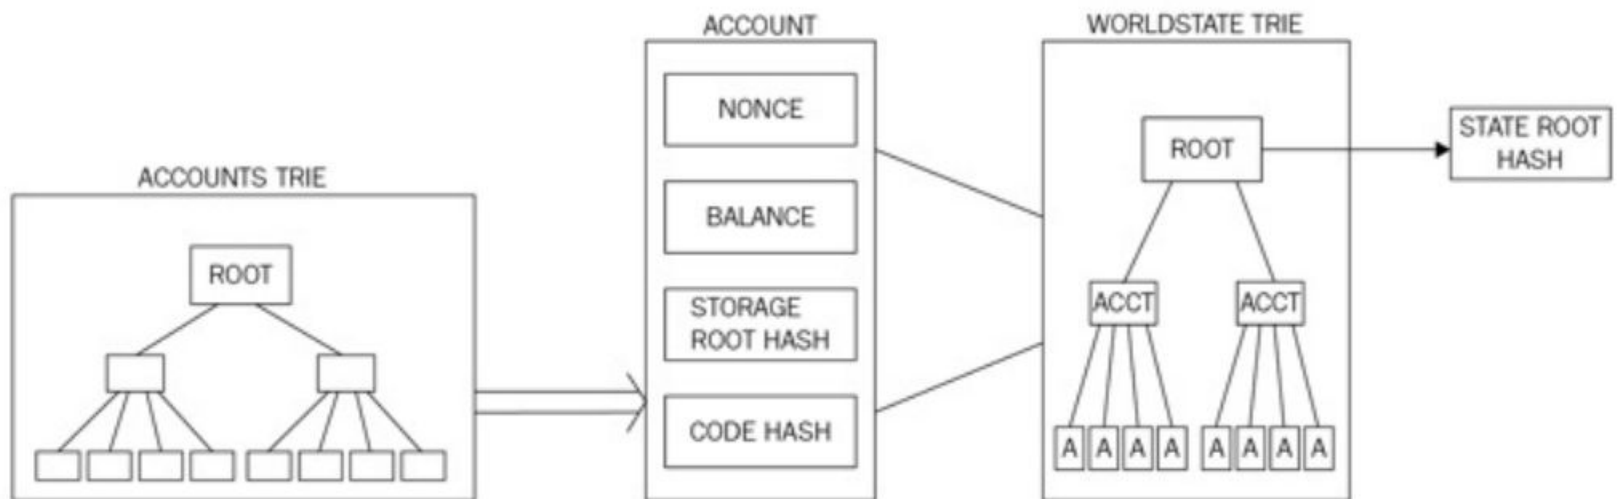 ACCOUNTS TRIE
ROOT
ACCOUNT
NONCE
BALANCE
STORAGE
ROOT HASH
CODE HASH
WORLDSTATE TRIE
ROOT
ACCT ACCT
A A A A A A A A
STATE ROOT
HASH